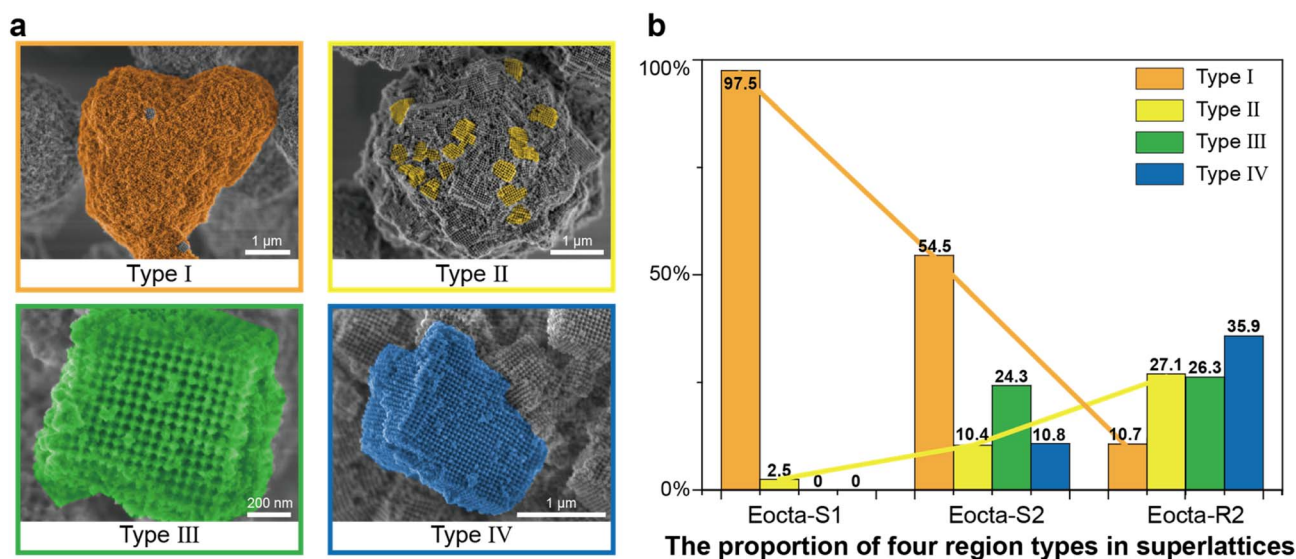 a
1 μm
Type I
1 μm
Type II
200 nm
Type III
1 μm
Type IV
b
100%
50%
0%
97.5
2.5
0
0
54.5
10.4
24.3
10.8
10.7
27.1
26.3
35.9
Type I
Type II
Type III
Type IV
Eocta-S1
Eocta-S2
Eocta-R2
The proportion of four region types in superlattices